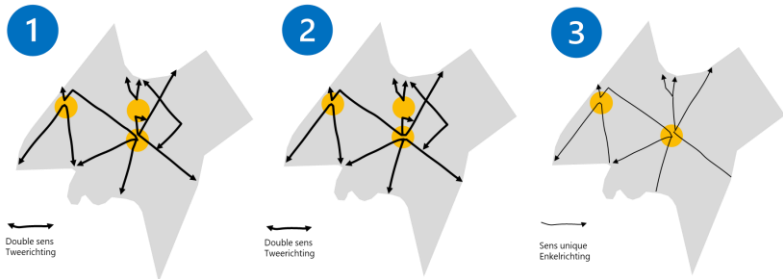 1
2
3
Double sens
Tweerichting
Double sens
Tweerichting
Sens unique
Enkelrichting